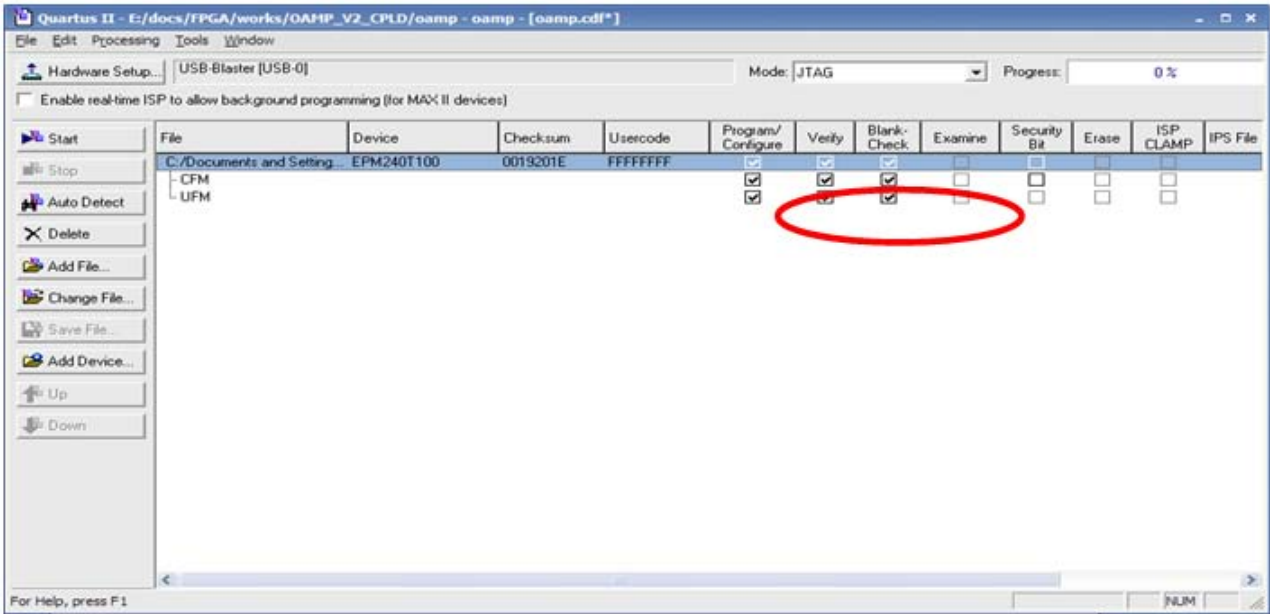 Quartus II - E:/docs/FPGA/works/OAMP_V2_CPLD/oamp - oamp - [oamp.cdf*]
File Edit Processing Tools Window
Hardware Setup... USB-Blaster [USB-0] Mode: JTAG Progress: 0 %
Enable real-time ISP to allow background programming (for MAX II devices)
Start
Stop
Auto Detect
Delete
Add File...
Change File...
Save File...
Add Device...
Up
Down
File Device Checksum Usercode Program/Configure Verify Blank-Check Examine Security Bit Erase ISP CLAMP IPS File
C:/Documents and Setting... EPM240T100 0019201E FFFFFFFF
CFM
UFM
For Help, press F1 NUM